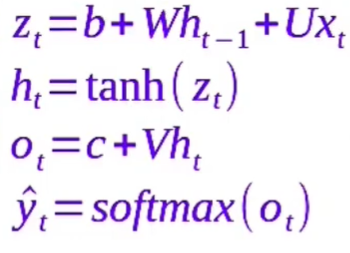 z_t=b+Wh_{t-1}+Ux_t
h_t=tanh(z_t)
o_t=c+Vh_t
ŷ_t=softmax(o_t)